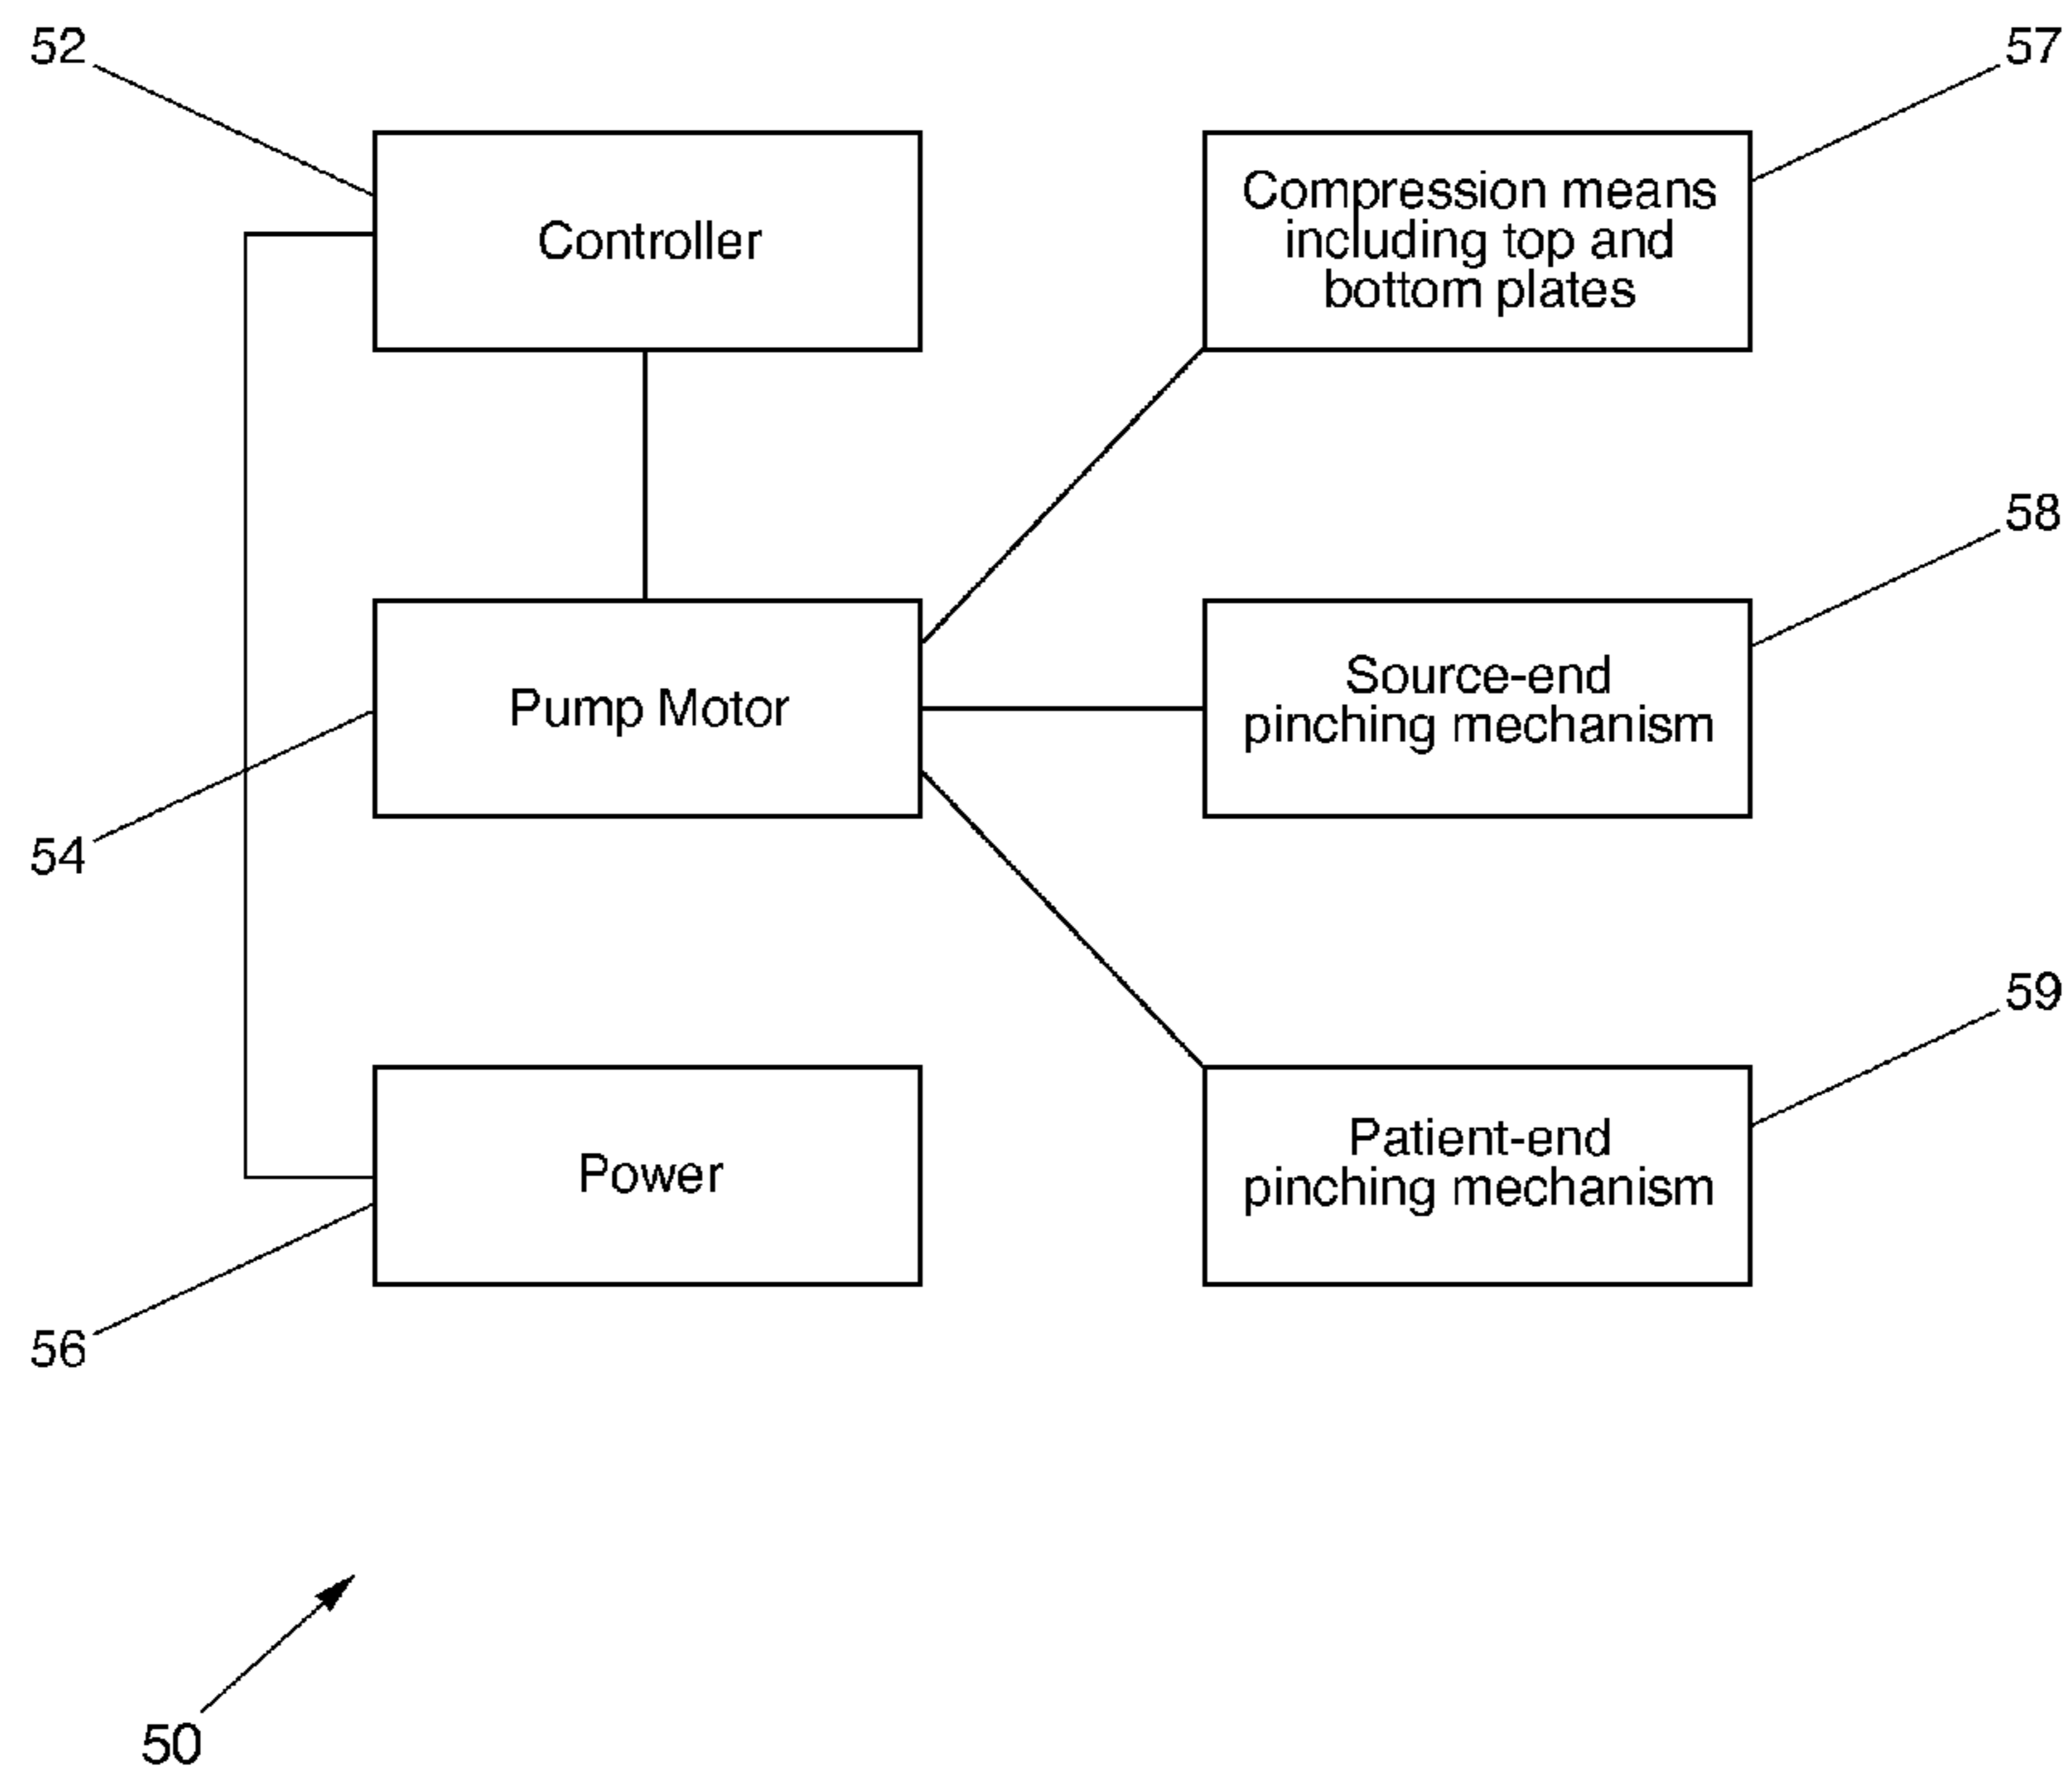 52
57
Controller
Compression means
including top and
bottom plates
58
Pump Motor
Source-end
pinching mechanism
54
59
Power
Patient-end
pinching mechanism
56
50